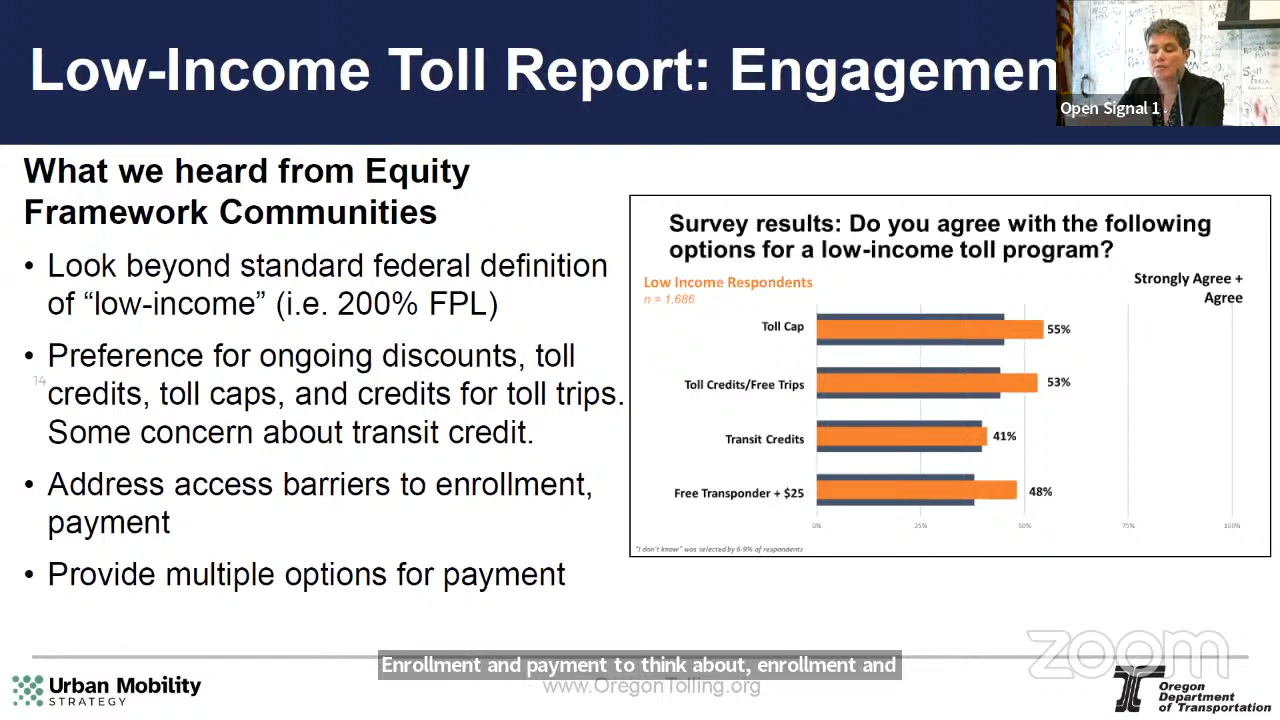 Low-Income Toll Report: Engagemen
Open Signal 1
What we heard from Equity
Framework Communities
• Look beyond standard federal definition
of “low-income” (i.e. 200% FPL)
• Preference for ongoing discounts, toll
credits, toll caps, and credits for toll trips.
Some concern about transit credit.
14
• Address access barriers to enrollment,
payment
• Provide multiple options for payment
Survey results: Do you agree with the following
options for a low-income toll program?
Low Income Respondents
n = 1,686
Strongly Agree +
Agree
Toll Cap 55%
Toll Credits/Free Trips 53%
Transit Credits 41%
Free Transponder + $25 48%
0% 25% 50% 75% 100%
"I don't know" was selected by 6-9% of respondents
Enrollment and payment to think about, enrollment and
www.OregonTolling.org
zoom
Urban Mobility
STRATEGY
Oregon
Department
of Transportation